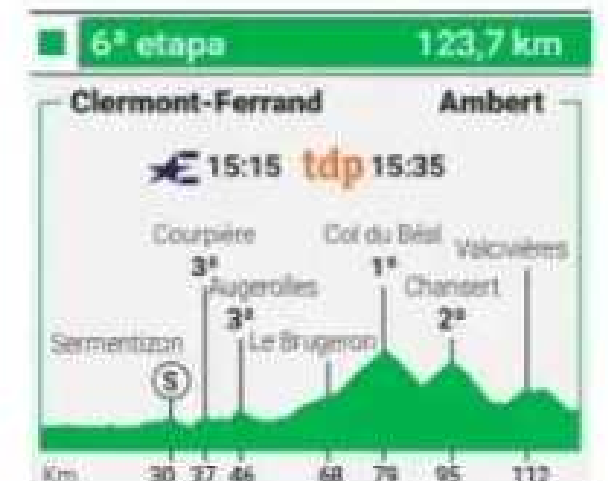 6ª etapa 123,7 km
Clermont-Ferrand Ambert
15:15 tdp 15:35
Courpière Col du Béal Valcivières
3ª 1ª
Augerolles Chansert
3ª 2ª
Sermentizon Le Brugeron
S
Km 30 37 46 68 79 95 112